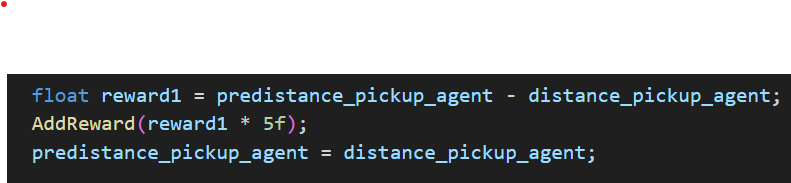 float reward1 = predistance_pickup_agent - distance_pickup_agent;
AddReward(reward1 * 5f);
predistance_pickup_agent = distance_pickup_agent;